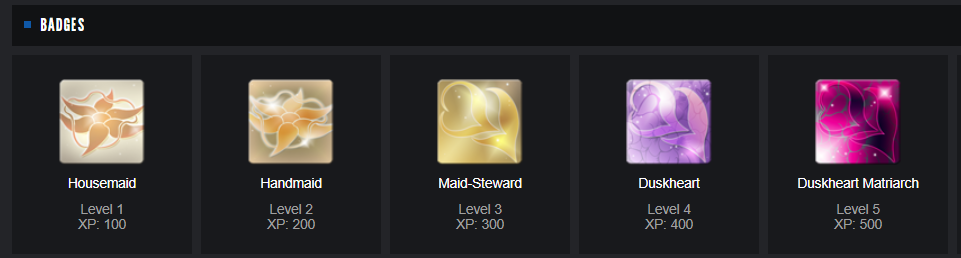 BADGES
Housemaid
Level 1
XP: 100
Handmaid
Level 2
XP: 200
Maid-Steward
Level 3
XP: 300
Duskheart
Level 4
XP: 400
Duskheart Matriarch
Level 5
XP: 500